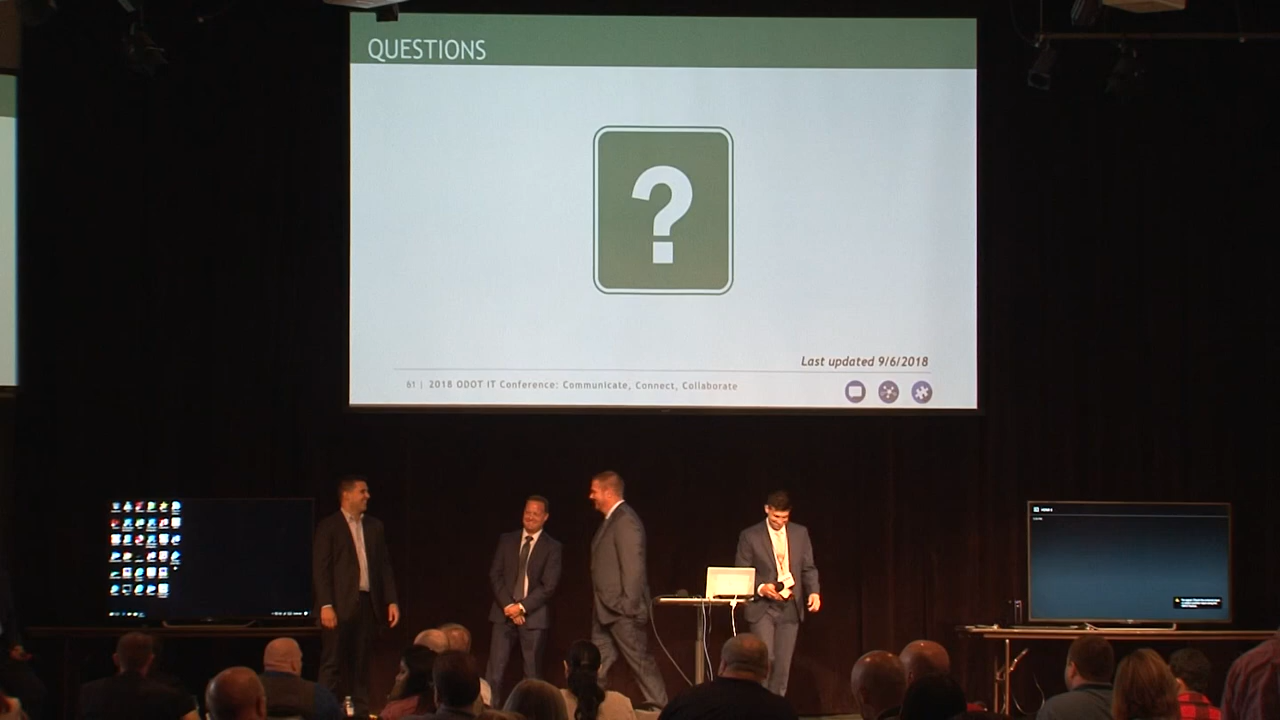 QUESTIONS
?
Last updated 9/6/2018
61 | 2018 ODOT IT Conference: Communicate, Connect, Collaborate